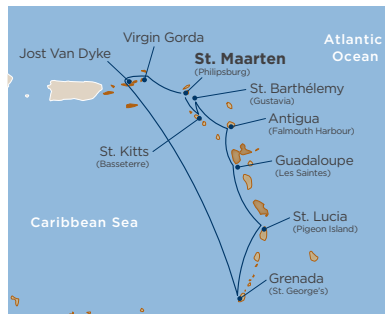 Atlantic
Ocean
Virgin Gorda
Jost Van Dyke
St. Maarten
(Philipsburg)
St. Barthélemy
(Gustavia)
Antigua
(Falmouth Harbour)
St. Kitts
(Basseterre)
Guadaloupe
(Les Saintes)
Caribbean Sea
St. Lucia
(Pigeon Island)
Grenada
(St. George's)